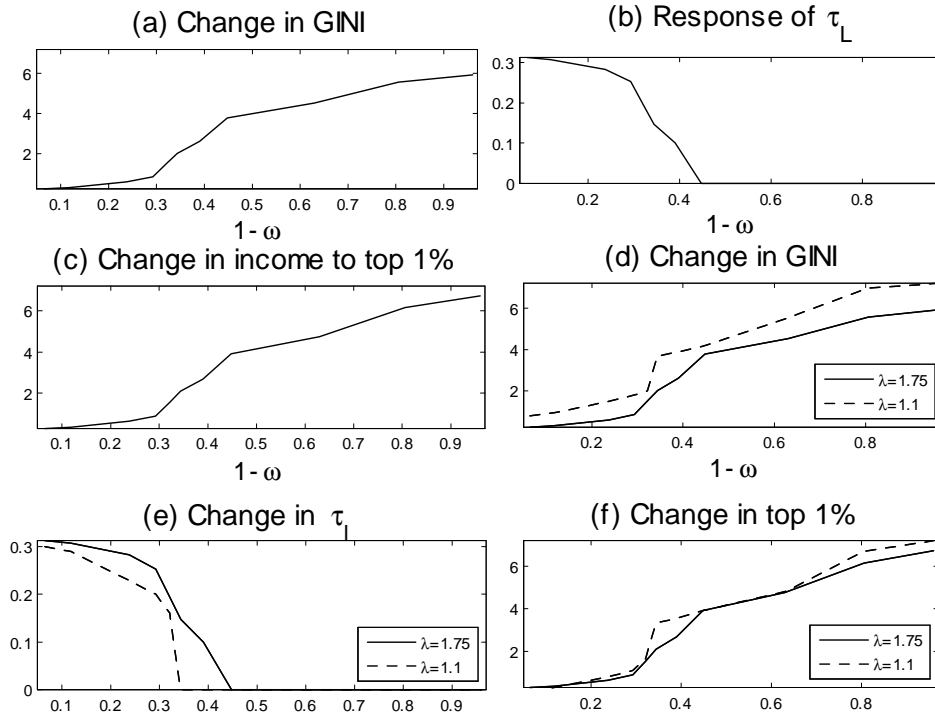 (a) Change in GINI
6
4
2
0.1 0.2 0.3 0.4 0.5 0.6 0.7 0.8 0.9
1 - ω
(b) Response of τL
0.3
0.2
0.1
0
0.2 0.4 0.6 0.8
1 - ω
(c) Change in income to top 1%
6
4
2
0.1 0.2 0.3 0.4 0.5 0.6 0.7 0.8 0.9
1 - ω
(d) Change in GINI
6
4
2
λ=1.75
λ=1.1
0.2 0.4 0.6 0.8
1 - ω
(e) Change in τL
0.3
0.2
0.1
0
λ=1.75
λ=1.1
0.1 0.2 0.3 0.4 0.5 0.6 0.7 0.8 0.9
(f) Change in top 1%
6
4
2
λ=1.75
λ=1.1
0.2 0.4 0.6 0.8